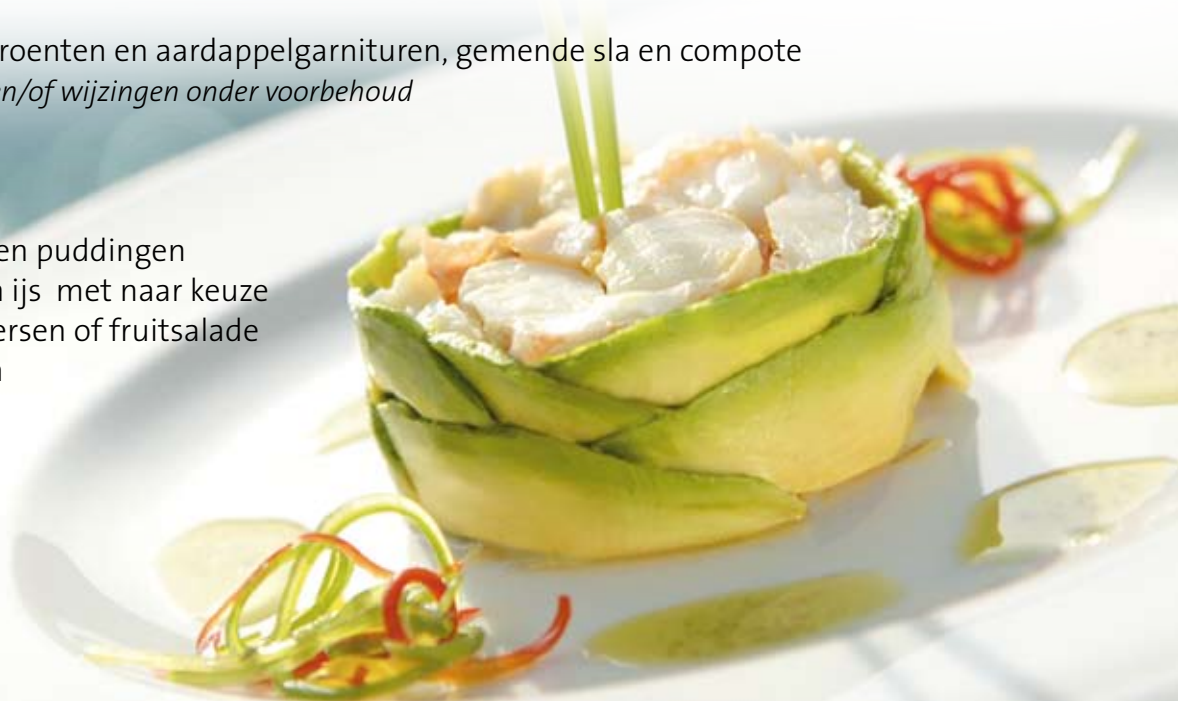 roenten en aardappelgarnituren, gemende sla en compote
en/of wijzingen onder voorbehoud
en puddingen
ijs met naar keuze
ersen of fruitsalade